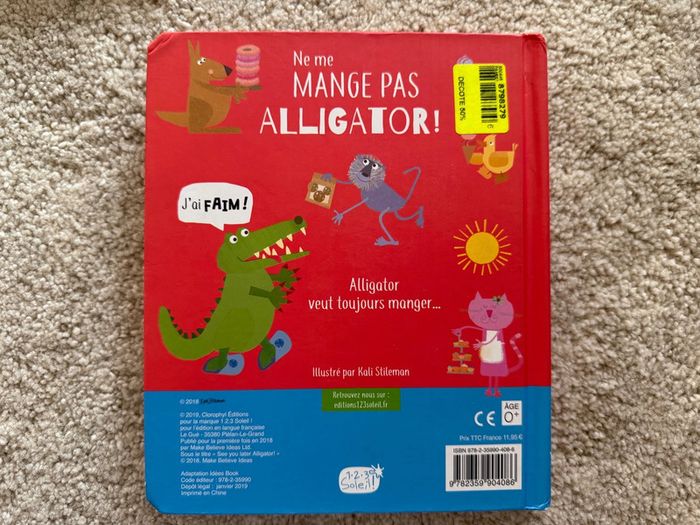 Ne me
MANGE PAS
ALLIGATOR!
8798279
DECOTE 80%
J'ai FAIM!
Alligator
veut toujours manger...
Illustré par Kali Stileman
Retrouvez nous sur :
editions123soleil.fr
© 2018
© 2019, Clorophyl Éditions
pour la marque 1.2.3 Soleil !
pour l'édition en langue française
Le Gué - 35380 Plélan-Le-Grand
Publié pour la première fois en 2018
par Make Believe Ideas Ltd.
Sous le titre « See you later Alligator! »
© 2018, Make Believe Ideas
Adaptation Idées Book
Code éditeur : 978-2-35990
Dépôt légal : janvier 2019
Imprimé en Chine
1·2·3
Soleil!
CE
ÂGE
0+
Prix TTC France 11,95 €
ISBN 978-2-35990-408-6
9 782359 904086